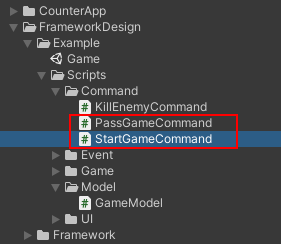 CounterApp
FrameworkDesign
Example
Game
Scripts
Command
KillEnemyCommand
PassGameCommand
StartGameCommand
Event
Game
Model
GameModel
UI
Framework